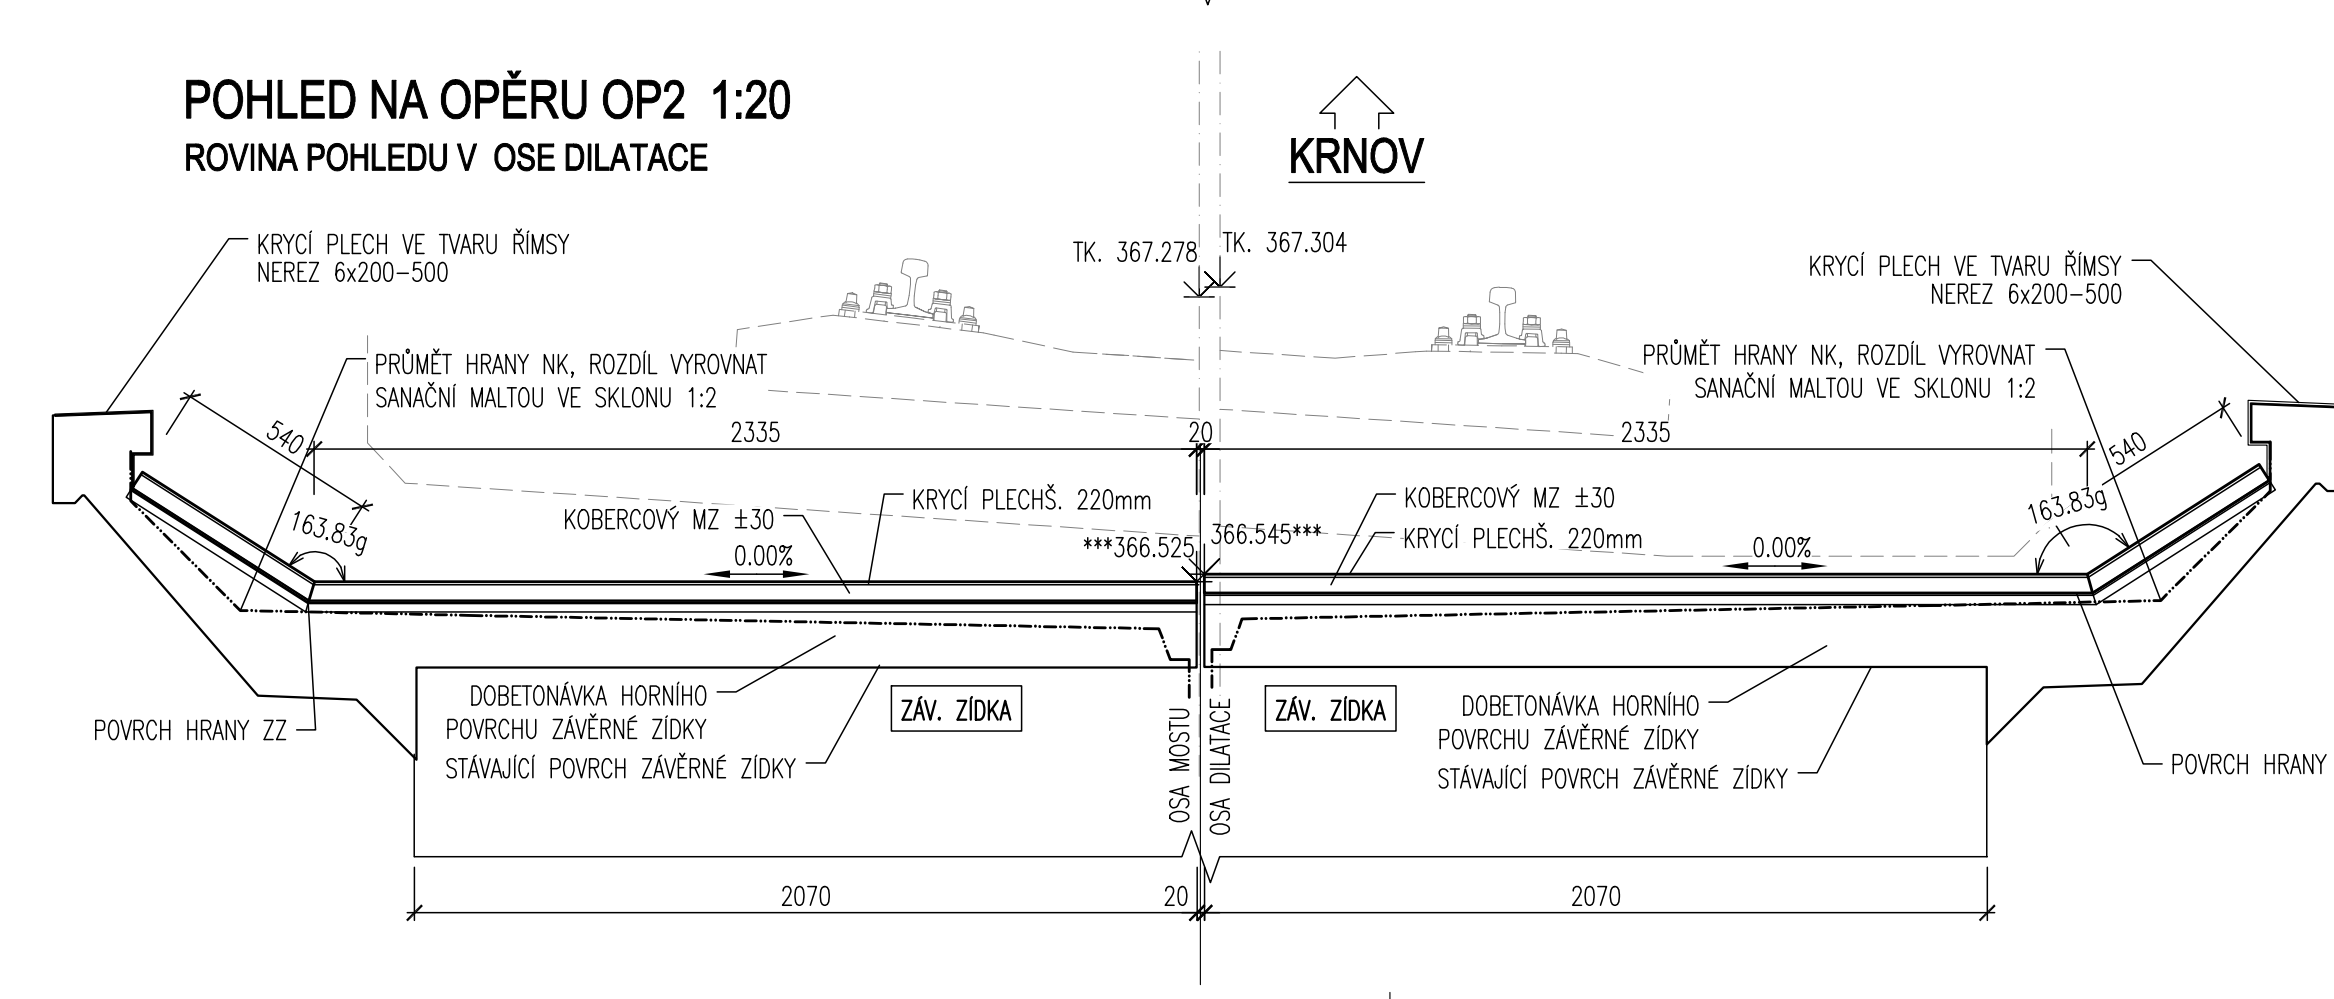 POHLED NA OPĚRU OP2 1:20
ROVINA POHLEDU V OSE DILATACE
KRNOV
KRYCÍ PLECH VE TVARU ŘÍMSY
NEREZ 6x200-500
TK. 367.278
TK. 367.304
KRYCÍ PLECH VE TVARU ŘÍMSY
NEREZ 6x200-500
PRŮMĚT HRANY NK, ROZDÍL VYROVNAT
SANAČNÍ MALTOU VE SKLONU 1:2
PRŮMĚT HRANY NK, ROZDÍL VYROVNAT
SANAČNÍ MALTOU VE SKLONU 1:2
540
2335
20
2335
540
163.83g
KOBERCOVÝ MZ ±30
KRYCÍ PLECHŠ. 220mm
0.00%
***366.525
366.545***
KOBERCOVÝ MZ ±30
KRYCÍ PLECHŠ. 220mm
0.00%
163.83g
DOBETONÁVKA HORNÍHO
POVRCHU ZÁVĚRNÉ ZÍDKY
STÁVAJÍCÍ POVRCH ZÁVĚRNÉ ZÍDKY
POVRCH HRANY ZZ
ZÁV. ZÍDKA
OSA MOSTU
OSA DILATACE
ZÁV. ZÍDKA
DOBETONÁVKA HORNÍHO
POVRCHU ZÁVĚRNÉ ZÍDKY
STÁVAJÍCÍ POVRCH ZÁVĚRNÉ ZÍDKY
POVRCH HRANY
2070
20
2070